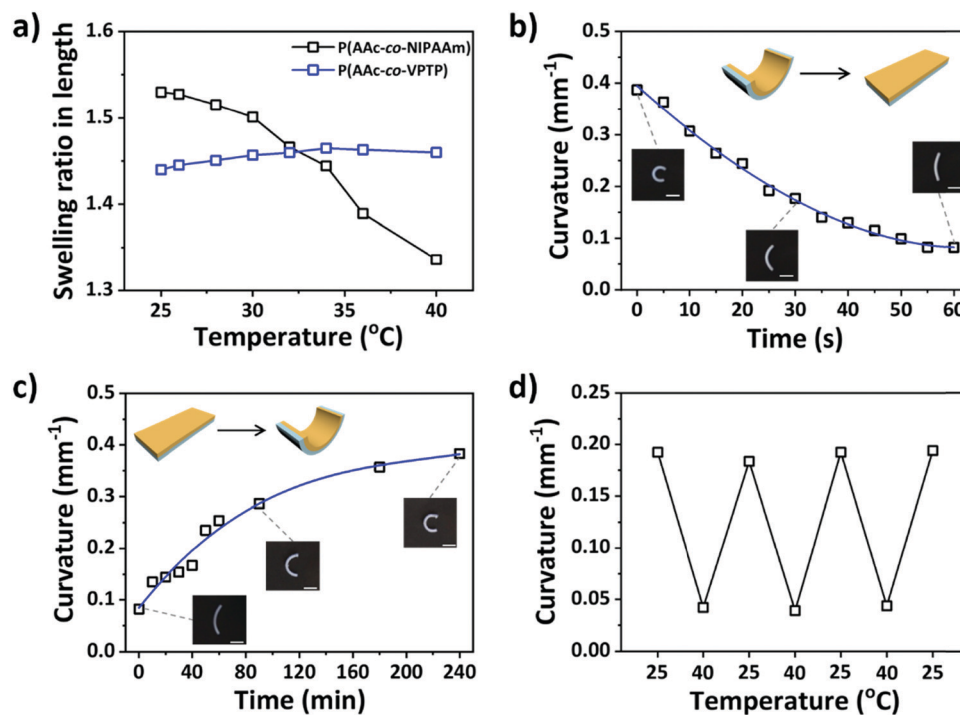 a)
Swelling ratio in length
1.6
1.5
1.4
1.3
P(AAc-co-NIPAAm)
P(AAc-co-VPTP)
25 30 35 40
Temperature (°C)
b)
Curvature (mm⁻¹)
0.5
0.4
0.3
0.2
0.1
0.0
0 10 20 30 40 50 60
Time (s)
c)
Curvature (mm⁻¹)
0.5
0.4
0.3
0.2
0.1
0.0
0 40 80 120 160 200 240
Time (min)
d)
Curvature (mm⁻¹)
0.25
0.20
0.15
0.10
0.05
0.00
25 40 25 40 25 40 25
Temperature (°C)